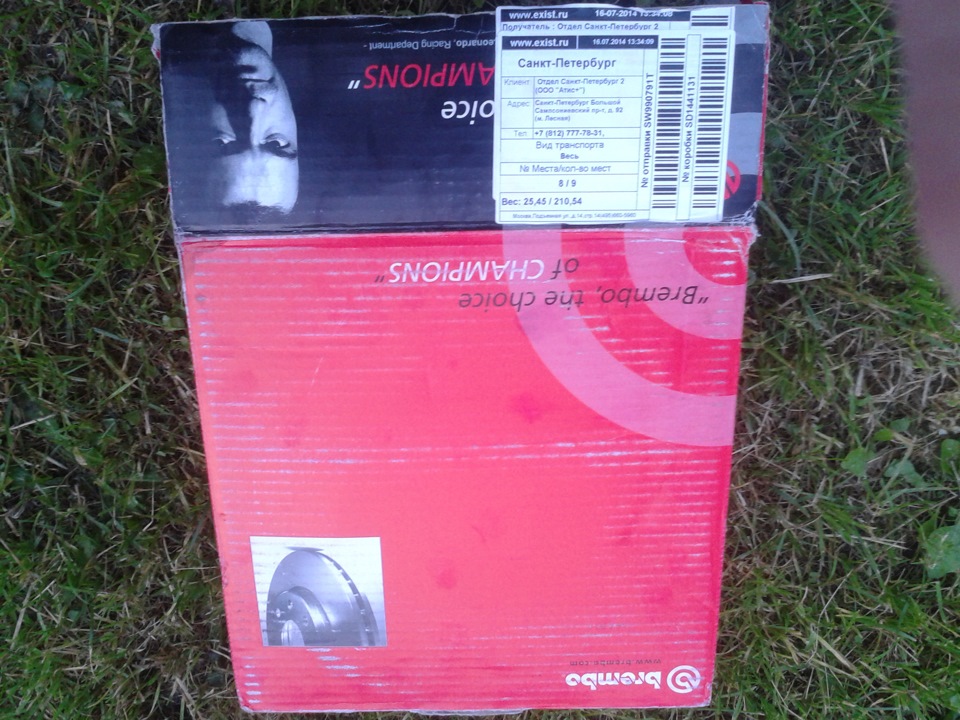 www.exist.ru 16-07-2014 13:34:08
Получатель : Отдел Санкт-Петербург 2
www.exist.ru 16.07.2014 13:34:09
Санкт-Петербург
Клиент Отдел Санкт-Петербург 2
(ООО "Атис+")
Адрес Санкт-Петербург Большой
Сампсониевский пр-т, д. 92
(м. Лесная)
Тел +7 (812) 777-78-31,
Вид транспорта
Весь
№ Места/кол-во мест
8 / 9
Вес: 25,45 / 210,54
№ отправки SW990791T
№ коробки SD1441131
oice
AMPIONS"
Leonardo, Racing Department -
"Brembo, the choice
of CHAMPIONS"
brembo
www.brembo.com